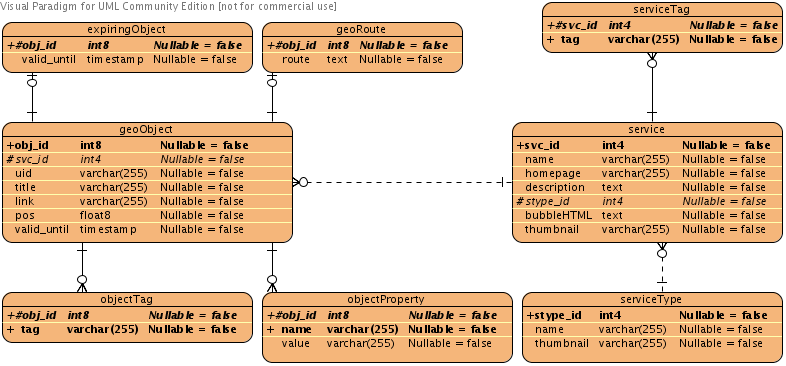 Visual Paradigm for UML Community Edition [not for commercial use]
expiringObject
+#obj_id int8 Nullable = false
valid_until timestamp Nullable = false
geoRoute
+#obj_id int8 Nullable = false
route text Nullable = false
serviceTag
+#svc_id int4 Nullable = false
+ tag varchar(255) Nullable = false
geoObject
+obj_id int8 Nullable = false
#svc_id int4 Nullable = false
uid varchar(255) Nullable = false
title varchar(255) Nullable = false
link varchar(255) Nullable = false
pos float8 Nullable = false
valid_until timestamp Nullable = false
service
+svc_id int4 Nullable = false
name varchar(255) Nullable = false
homepage varchar(255) Nullable = false
description text Nullable = false
#stype_id int4 Nullable = false
bubbleHTML text Nullable = false
thumbnail varchar(255) Nullable = false
objectTag
+#obj_id int8 Nullable = false
+ tag varchar(255) Nullable = false
objectProperty
+#obj_id int8 Nullable = false
+ name varchar(255) Nullable = false
value varchar(255) Nullable = false
serviceType
+stype_id int4 Nullable = false
name varchar(255) Nullable = false
thumbnail varchar(255) Nullable = false